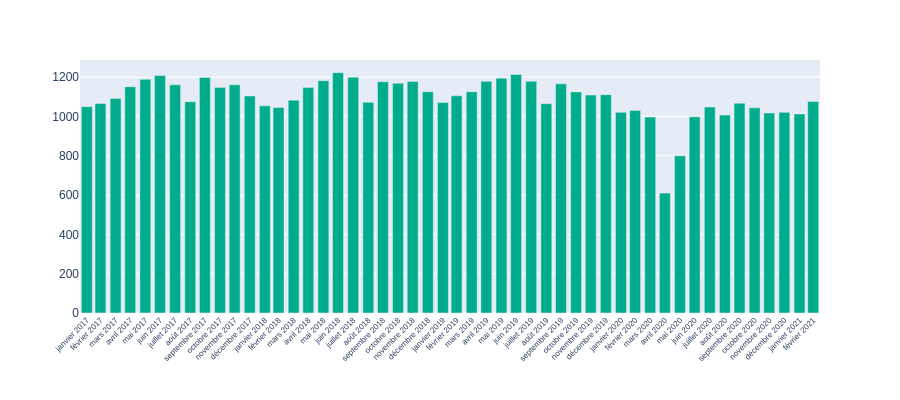 1200
1000
800
600
400
200
0
janvier 2017
février 2017
mars 2017
avril 2017
mai 2017
juin 2017
juillet 2017
août 2017
septembre 2017
octobre 2017
novembre 2017
décembre 2017
janvier 2018
février 2018
mars 2018
avril 2018
mai 2018
juin 2018
juillet 2018
août 2018
septembre 2018
octobre 2018
novembre 2018
décembre 2018
janvier 2019
février 2019
mars 2019
avril 2019
mai 2019
juin 2019
juillet 2019
août 2019
septembre 2019
octobre 2019
novembre 2019
décembre 2019
janvier 2020
février 2020
mars 2020
avril 2020
mai 2020
juin 2020
juillet 2020
août 2020
septembre 2020
octobre 2020
novembre 2020
décembre 2020
janvier 2021
février 2021